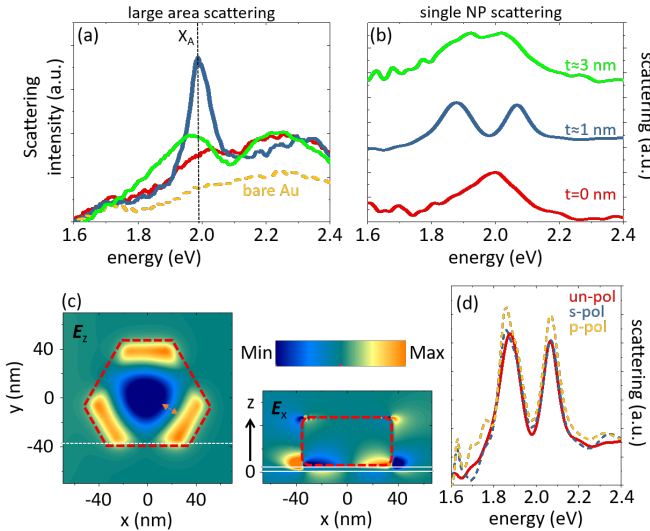 large area scattering
single NP scattering
(a)
X_A
bare Au
Scattering
intensity (a.u.)
1.6 1.8 2.0 2.2 2.4
energy (eV)
(b)
t≈3 nm
t≈1 nm
t=0 nm
scattering (a.u.)
1.6 1.8 2.0 2.2 2.4
energy (eV)
(c)
E_z
40
0
-40
y (nm)
-40 0 40
x (nm)
Min Max
E_x
z
0
-40 0 40
x (nm)
(d)
un-pol
s-pol
p-pol
scattering (a.u.)
1.6 1.8 2.0 2.2 2.4
energy (eV)